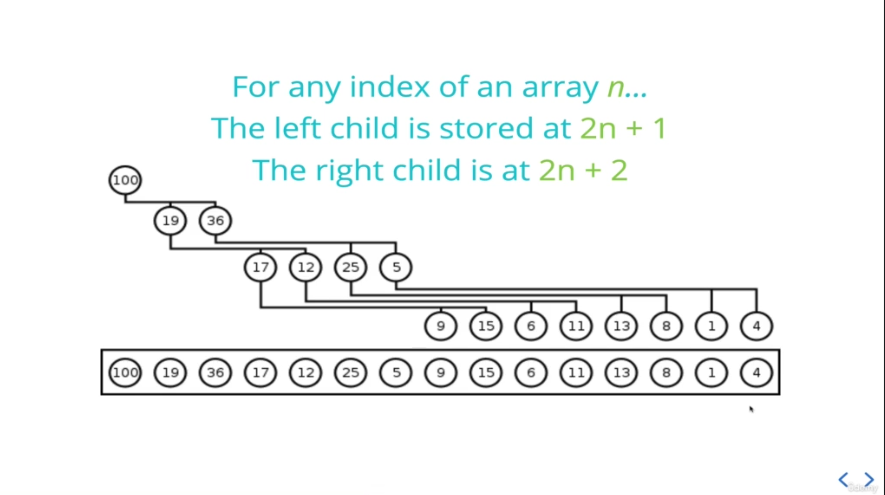 For any index of an array n...
The left child is stored at 2n + 1
The right child is at 2n + 2
100
19 36
17 12 25 5
9 15 6 11 13 8 1 4
100 19 36 17 12 25 5 9 15 6 11 13 8 1 4